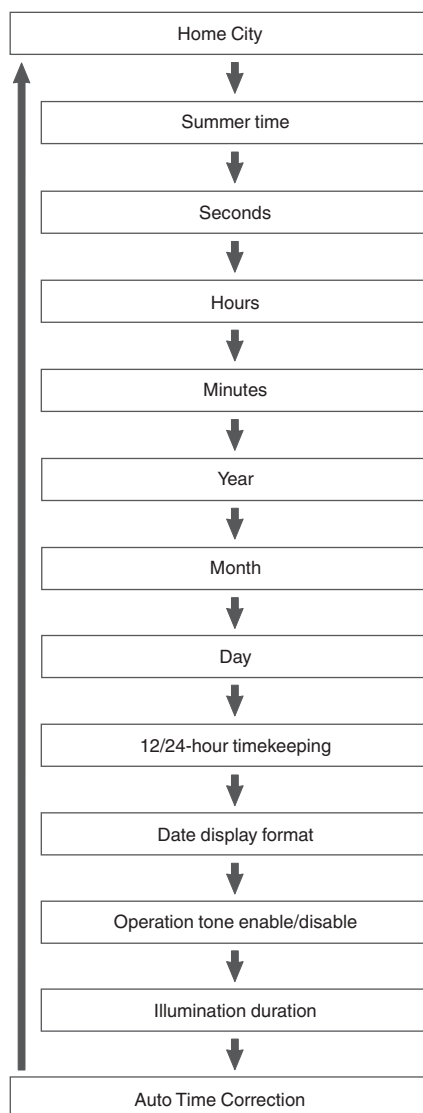 Home City
Summer time
Seconds
Hours
Minutes
Year
Month
Day
12/24-hour timekeeping
Date display format
Operation tone enable/disable
Illumination duration
Auto Time Correction